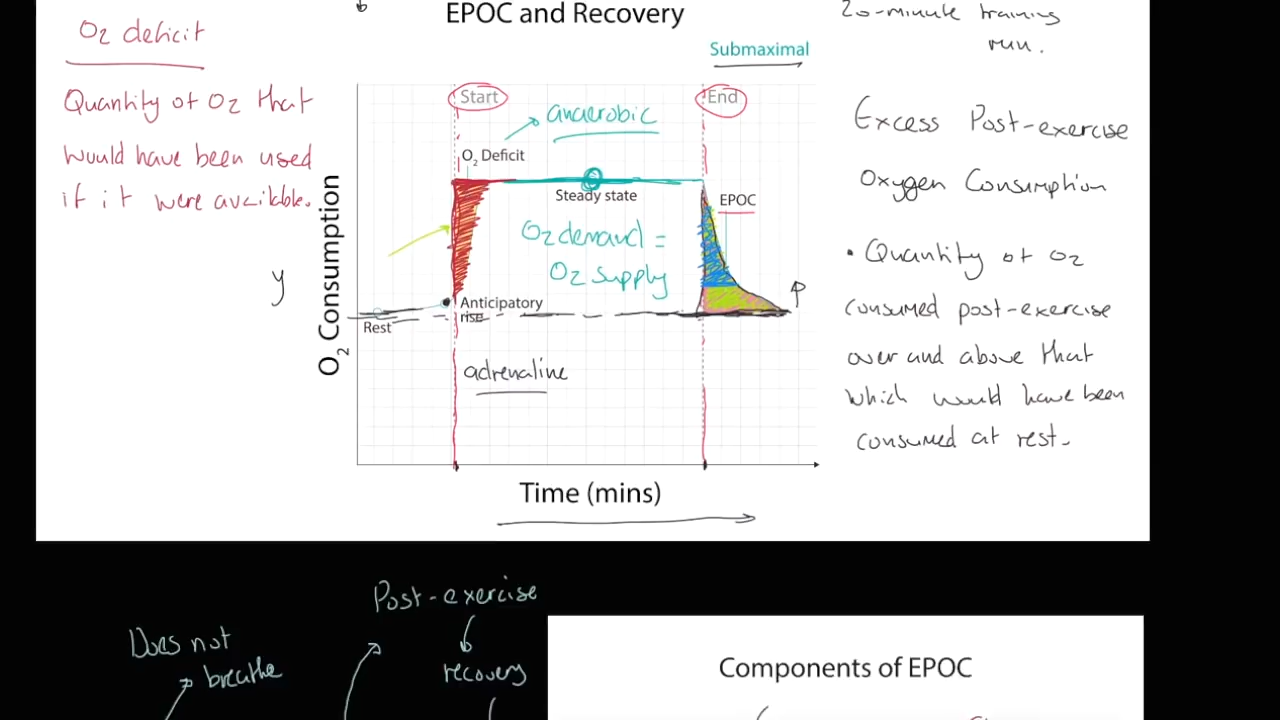 O2 deficit
Quantity of O2 that
would have been used
if it were available.
EPOC and Recovery
20-minute training
run.
Submaximal
Start
End
anaerobic
O2 Deficit
Steady state
EPOC
O2 demand =
O2 supply
Anticipatory
rise
Rest
adrenaline
y
O2 Consumption
Time (mins)
Excess Post-exercise
Oxygen Consumption
• Quantity of O2
consumed post-exercise
over and above that
which would have been
consumed at rest.
Post-exercise
recovery
Does not
breathe
Components of EPOC